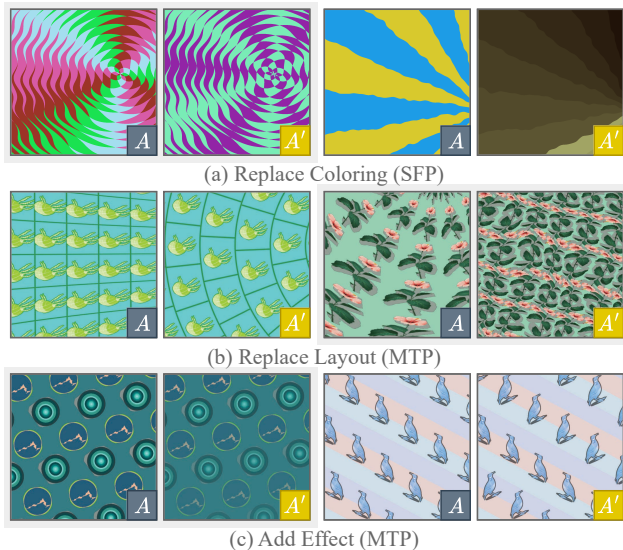 A A′ A A′
(a) Replace Coloring (SFP)
A A′ A A′
(b) Replace Layout (MTP)
A A′ A A′
(c) Add Effect (MTP)